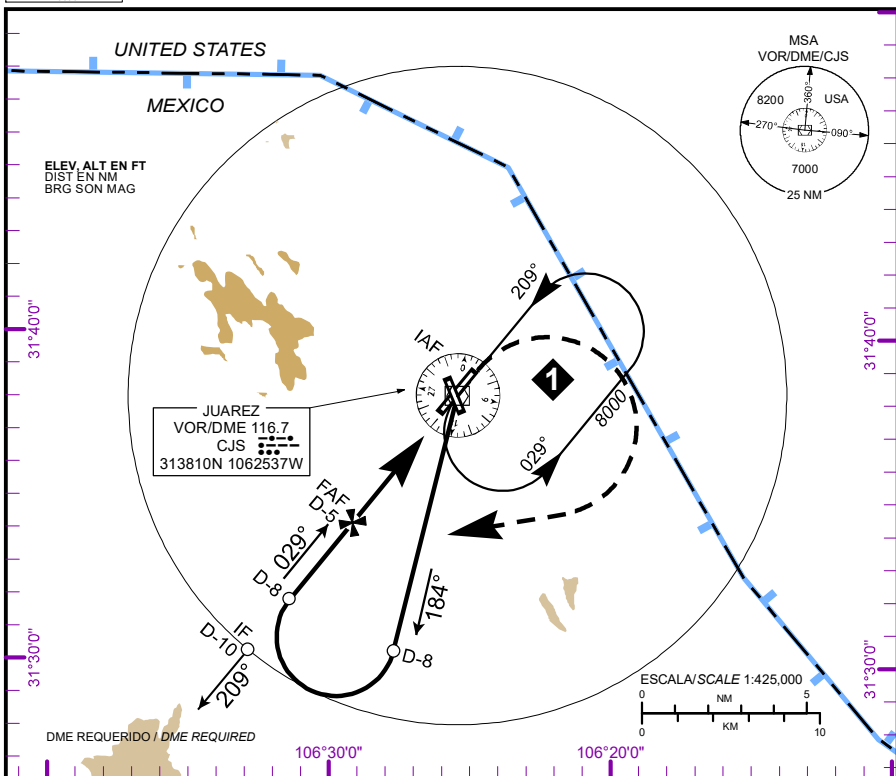 UNITED STATES
MEXICO
MSA
VOR/DME/CJS
360°
8200
USA
270°
090°
7000
25 NM
ELEV, ALT EN FT
DIST EN NM
BRG SON MAG
209°
31°40'0"
31°40'0"
IAF
0
27
9
1
8000
029°
JUAREZ
VOR/DME 116.7
CJS
313810N 1062537W
FAF
D-5
029°
D-8
184°
IF
D-10
D-8
209°
31°30'0"
31°30'0"
ESCALA/SCALE 1:425,000
0 NM 5
0 KM 10
DME REQUERIDO / DME REQUIRED
106°30'0"
106°20'0"